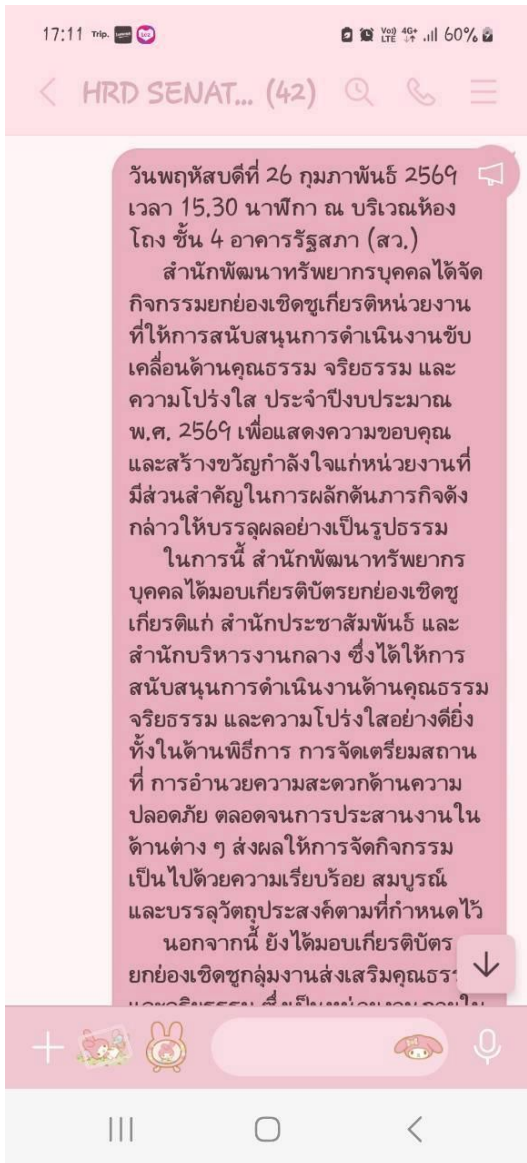 17:11 Trip.
Vo)) LTE 4G+ 60%
HRD SENAT... (42)
วันพฤหัสบดีที่ 26 กุมภาพันธ์ 2569
เวลา 15.30 นาฬิกา ณ บริเวณห้อง
โถง ชั้น 4 อาคารรัฐสภา (สว.)
สำนักพัฒนาทรัพยากรบุคคลได้จัด
กิจกรรมยกย่องเชิดชูเกียรติหน่วยงาน
ที่ให้การสนับสนุนการดำเนินงานขับ
เคลื่อนด้านคุณธรรม จริยธรรม และ
ความโปร่งใส ประจำปีงบประมาณ
พ.ศ. 2569 เพื่อแสดงความขอบคุณ
และสร้างขวัญกำลังใจแก่หน่วยงานที่
มีส่วนสำคัญในการผลักดันภารกิจดัง
กล่าวให้บรรลุผลอย่างเป็นรูปธรรม
ในการนี้ สำนักพัฒนาทรัพยากร
บุคคลได้มอบเกียรติบัตรยกย่องเชิดชู
เกียรติแก่ สำนักประชาสัมพันธ์ และ
สำนักบริหารงานกลาง ซึ่งได้ให้การ
สนับสนุนการดำเนินงานด้านคุณธรรม
จริยธรรม และความโปร่งใสอย่างดียิ่ง
ทั้งในด้านพิธีการ การจัดเตรียมสถาน
ที่ การอำนวยความสะดวกด้านความ
ปลอดภัย ตลอดจนการประสานงานใน
ด้านต่าง ๆ ส่งผลให้การจัดกิจกรรม
เป็นไปด้วยความเรียบร้อย สมบูรณ์
และบรรลุวัตถุประสงค์ตามที่กำหนดไว้
นอกจากนี้ ยังได้มอบเกียรติบัตร
ยกย่องเชิดชูกลุ่มงานส่งเสริมคุณธร